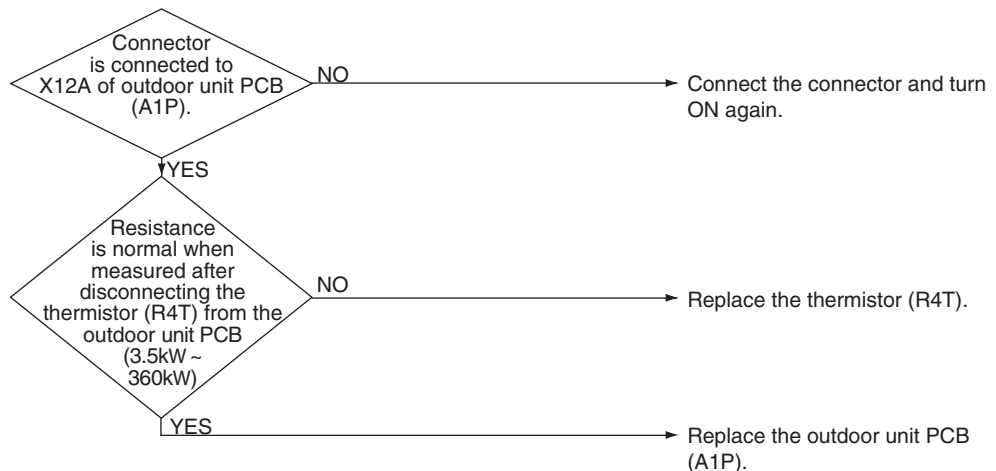 Connector
is connected to
X12A of outdoor unit PCB
(A1P).
NO
Connect the connector and turn
ON again.
YES
Resistance
is normal when
measured after
disconnecting the
thermistor (R4T) from the
outdoor unit PCB
(3.5kW ~
360kW)
NO
Replace the thermistor (R4T).
YES
Replace the outdoor unit PCB
(A1P).